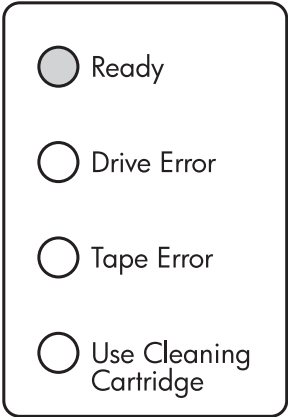 Ready
Drive Error
Tape Error
Use Cleaning
Cartridge